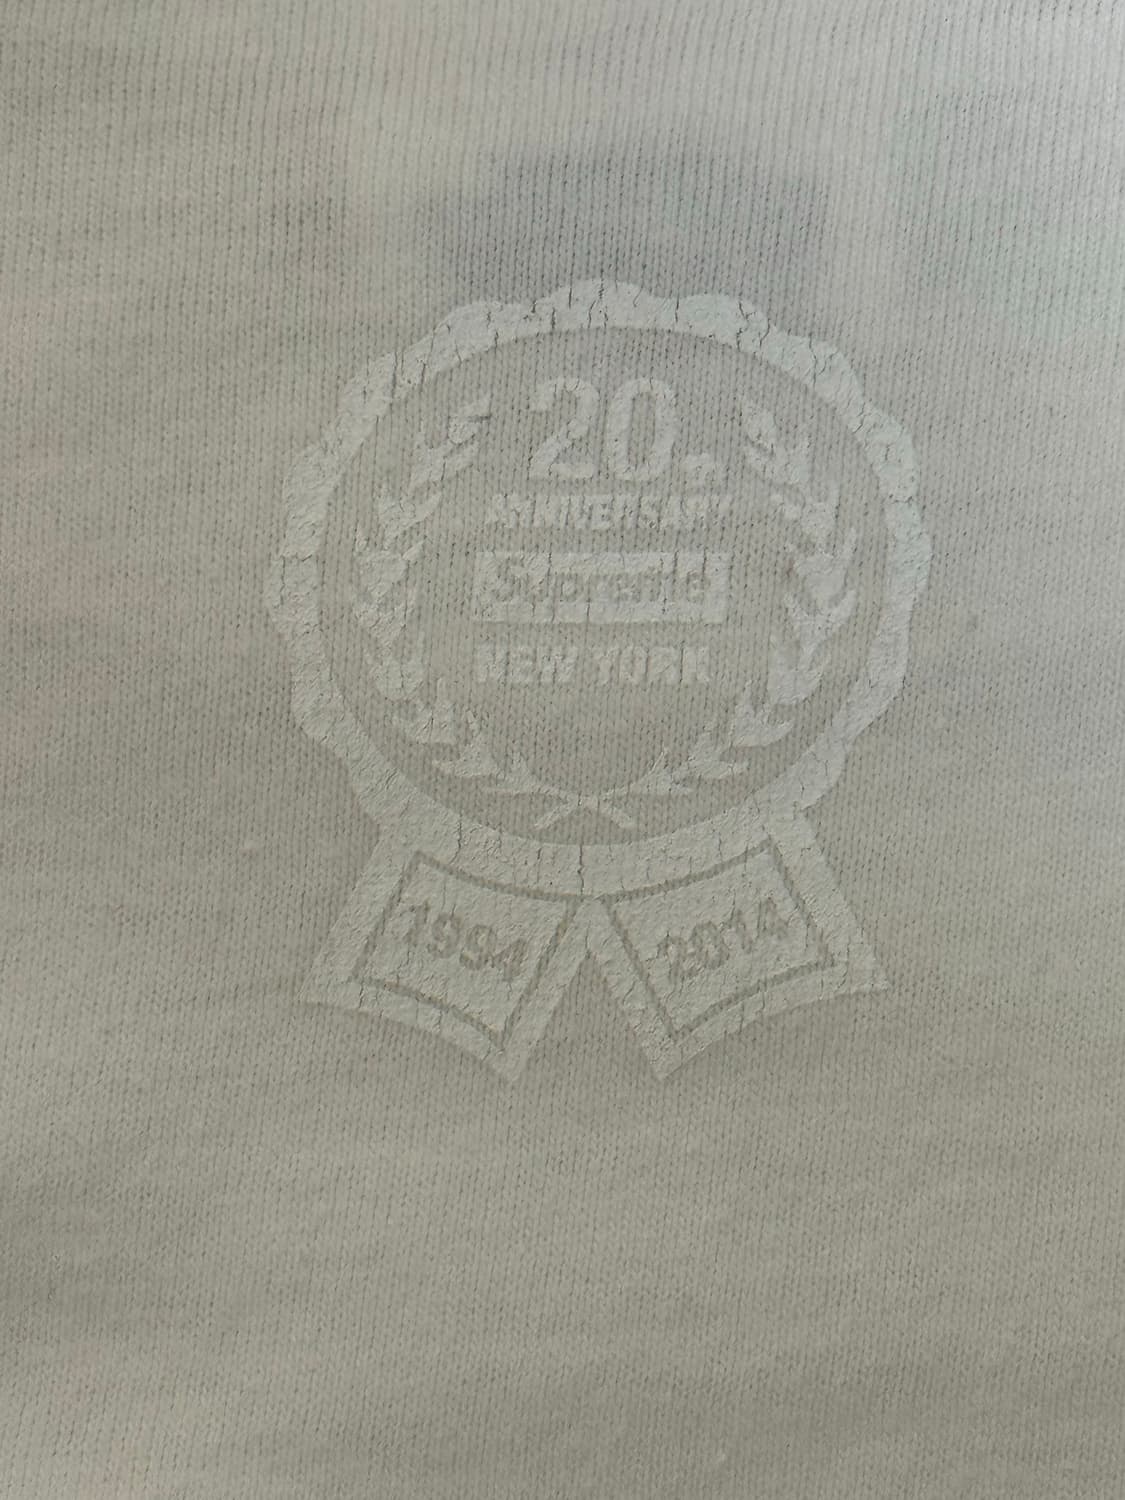 20th
ANNIVERSARY
Supreme
NEW YORK
1994 2014